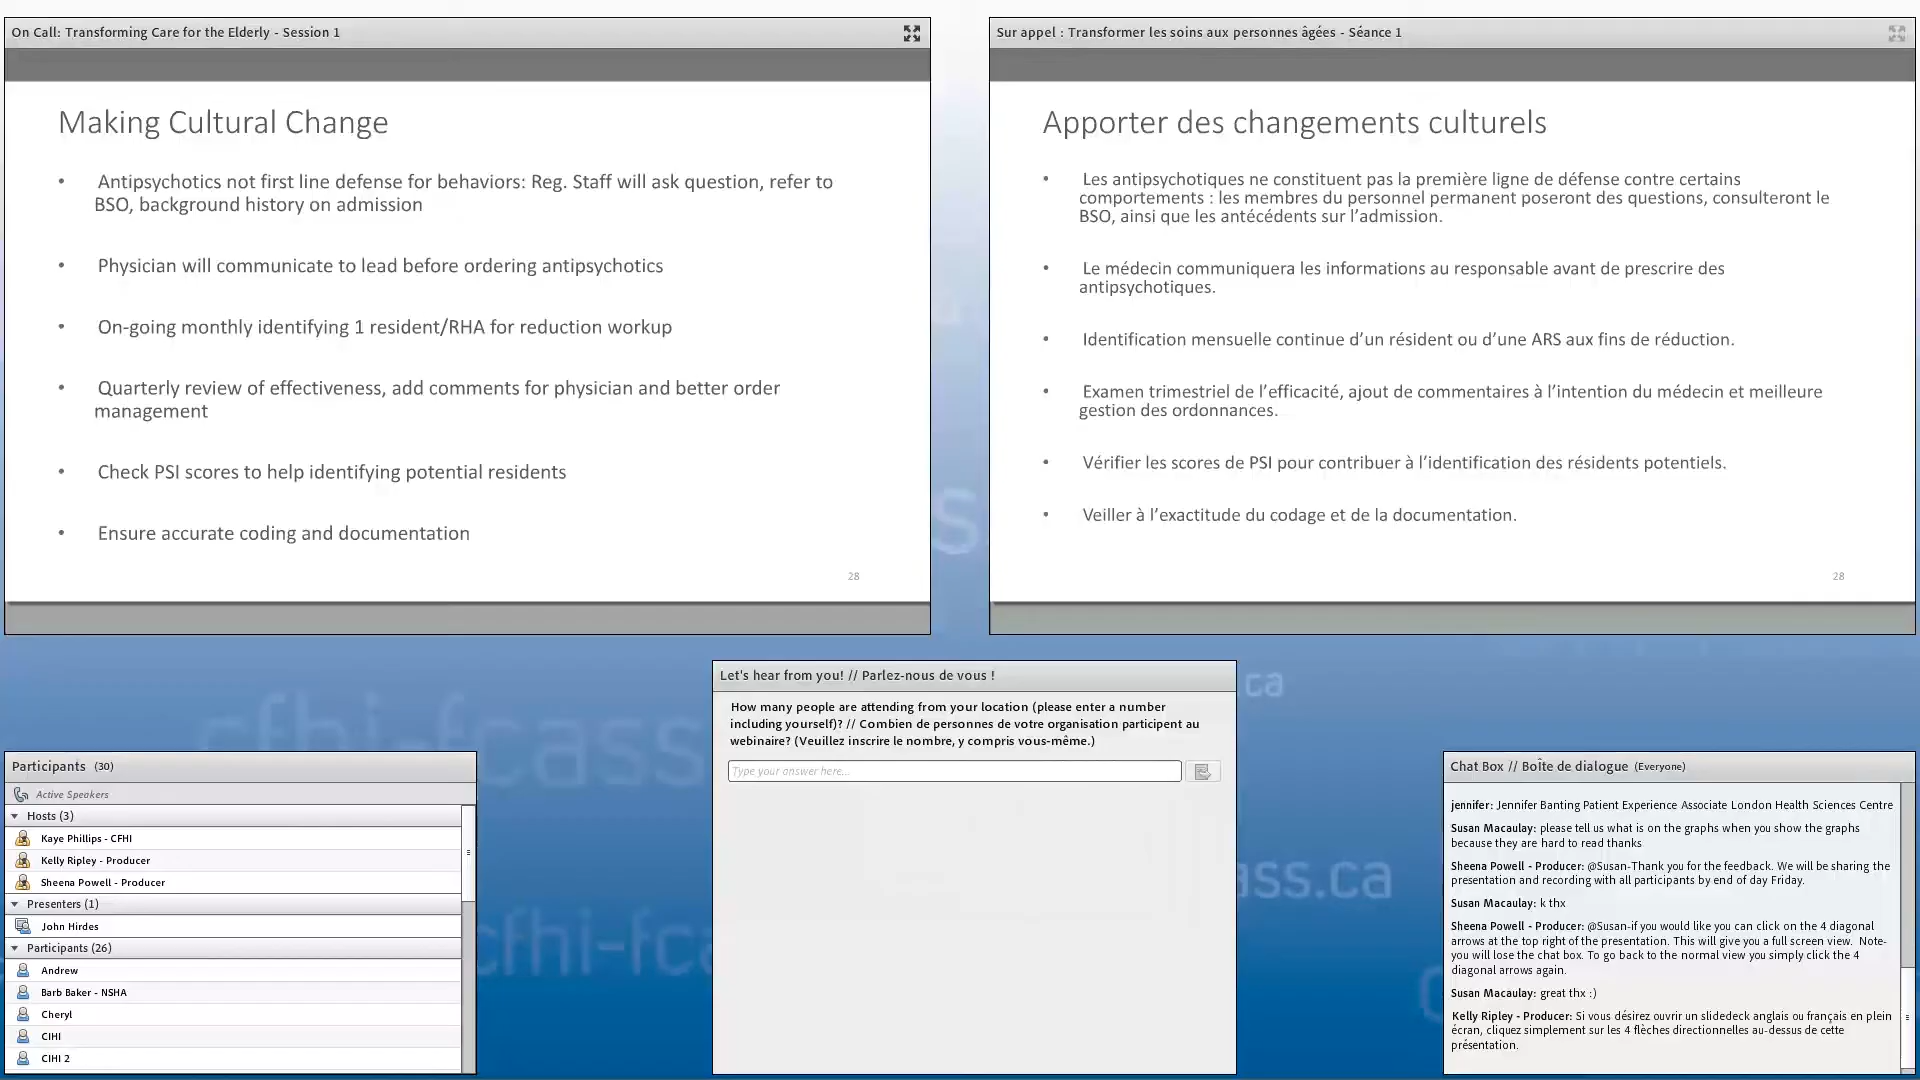 On Call: Transforming Care for the Elderly - Session 1
Making Cultural Change
• Antipsychotics not first line defense for behaviors: Reg. Staff will ask question, refer to
BSO, background history on admission
• Physician will communicate to lead before ordering antipsychotics
• On-going monthly identifying 1 resident/RHA for reduction workup
• Quarterly review of effectiveness, add comments for physician and better order
management
• Check PSI scores to help identifying potential residents
• Ensure accurate coding and documentation
28
Sur appel : Transformer les soins aux personnes âgées - Séance 1
Apporter des changements culturels
• Les antipsychotiques ne constituent pas la première ligne de défense contre certains
comportements : les membres du personnel permanent poseront des questions, consulteront le
BSO, ainsi que les antécédents sur l’admission.
• Le médecin communiquera les informations au responsable avant de prescrire des
antipsychotiques.
• Identification mensuelle continue d’un résident ou d’une ARS aux fins de réduction.
• Examen trimestriel de l’efficacité, ajout de commentaires à l’intention du médecin et meilleure
gestion des ordonnances.
• Vérifier les scores de PSI pour contribuer à l’identification des résidents potentiels.
• Veiller à l’exactitude du codage et de la documentation.
28
cfhi-fcass
cfhi-fca
.ca
ass.ca
Participants (30)
Active Speakers
Hosts (3)
Kaye Phillips - CFHI
Kelly Ripley - Producer
Sheena Powell - Producer
Presenters (1)
John Hirdes
Participants (26)
Andrew
Barb Baker - NSHA
Cheryl
CIHI
CIHI 2
Let's hear from you! // Parlez-nous de vous !
How many people are attending from your location (please enter a number
including yourself)? // Combien de personnes de votre organisation participent au
webinaire? (Veuillez inscrire le nombre, y compris vous-même.)
Type your answer here...
Chat Box // Boîte de dialogue (Everyone)
jennifer: Jennifer Banting Patient Experience Associate London Health Sciences Centre
Susan Macaulay: please tell us what is on the graphs when you show the graphs
because they are hard to read thanks
Sheena Powell - Producer: @Susan-Thank you for the feedback. We will be sharing the
presentation and recording with all participants by end of day Friday.
Susan Macaulay: k thx
Sheena Powell - Producer: @Susan-if you would like you can click on the 4 diagonal
arrows at the top right of the presentation. This will give you a full screen view. Note-
you will lose the chat box. To go back to the normal view you simply click the 4
diagonal arrows again.
Susan Macaulay: great thx :)
Kelly Ripley - Producer: Si vous désirez ouvrir un slidedeck anglais ou français en plein
écran, cliquez simplement sur les 4 flèches directionnelles au-dessus de cette
présentation.